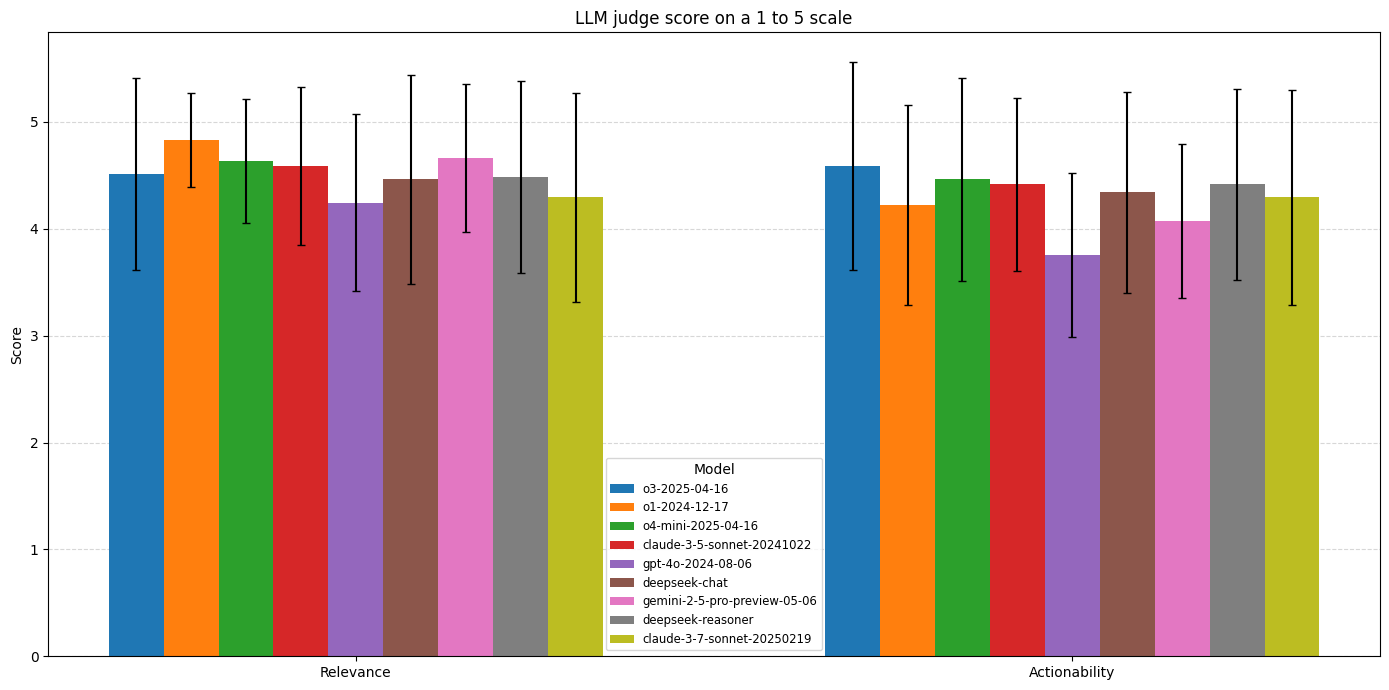 LLM judge score on a 1 to 5 scale
Score
5
4
3
2
1
0
Model
o3-2025-04-16
o1-2024-12-17
o4-mini-2025-04-16
claude-3-5-sonnet-20241022
gpt-4o-2024-08-06
deepseek-chat
gemini-2-5-pro-preview-05-06
deepseek-reasoner
claude-3-7-sonnet-20250219
Relevance
Actionability